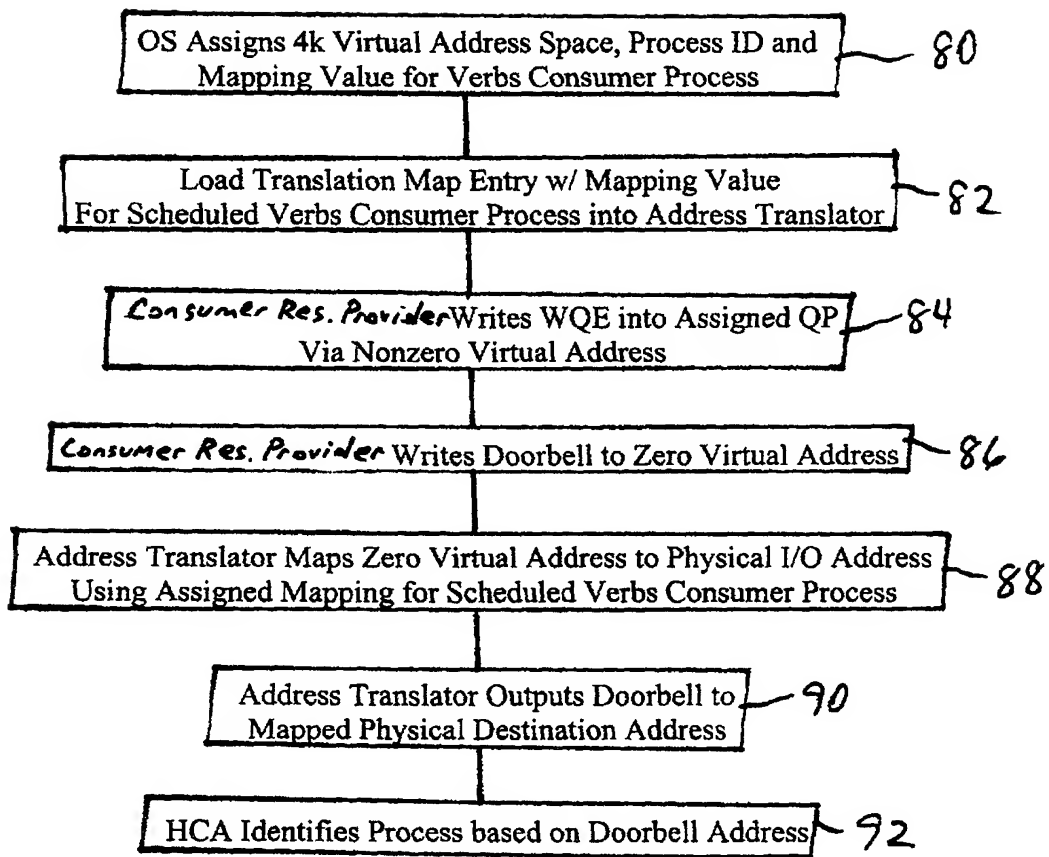 OS Assigns 4k Virtual Address Space, Process ID and
Mapping Value for Verbs Consumer Process
80
Load Translation Map Entry w/ Mapping Value
For Scheduled Verbs Consumer Process into Address Translator
82
Consumer Res. Provider Writes WQE into Assigned QP
Via Nonzero Virtual Address
84
Consumer Res. Provider Writes Doorbell to Zero Virtual Address
86
Address Translator Maps Zero Virtual Address to Physical I/O Address
Using Assigned Mapping for Scheduled Verbs Consumer Process
88
Address Translator Outputs Doorbell to
Mapped Physical Destination Address
90
HCA Identifies Process based on Doorbell Address
92